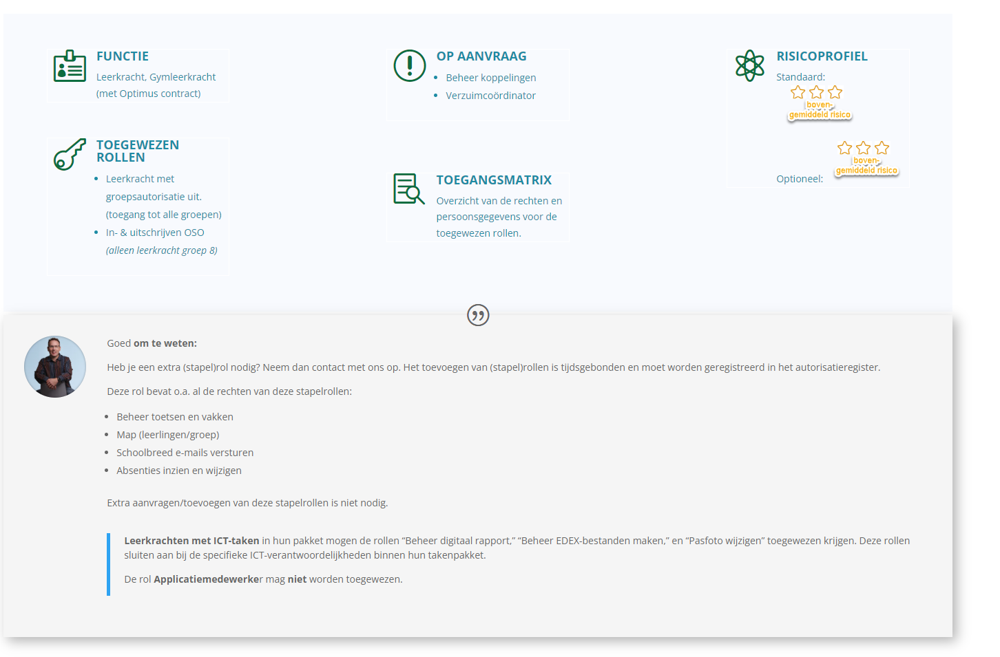 FUNCTIE
Leerkracht, Gymleerkracht
(met Optimus contract)
TOEGEWEZEN
ROLLEN
• Leerkracht met
groepsautorisatie uit.
(toegang tot alle groepen)
• In- & uitschrijven OSO
(alleen leerkracht groep 8)
OP AANVRAAG
• Beheer koppelingen
• Verzuimcoördinator
TOEGANGSMATRIX
Overzicht van de rechten en
persoonsgegevens voor de
toegewezen rollen.
RISICOPROFIEL
Standaard:
boven-
gemiddeld risico
boven-
gemiddeld risico
Optioneel:
Goed om te weten:
Heb je een extra (stapel)rol nodig? Neem dan contact met ons op. Het toevoegen van (stapel)rollen is tijdsgebonden en moet worden geregistreerd in het autorisatieregister.
Deze rol bevat o.a. al de rechten van deze stapelrollen:
• Beheer toetsen en vakken
• Map (leerlingen/groep)
• Schoolbreed e-mails versturen
• Absenties inzien en wijzigen
Extra aanvragen/toevoegen van deze stapelrollen is niet nodig.
Leerkrachten met ICT-taken in hun pakket mogen de rollen “Beheer digitaal rapport,” “Beheer EDEX-bestanden maken,” en “Pasfoto wijzigen” toegewezen krijgen. Deze rollen
sluiten aan bij de specifieke ICT-verantwoordelijkheden binnen hun takenpakket.
De rol Applicatiemedewerker mag niet worden toegewezen.